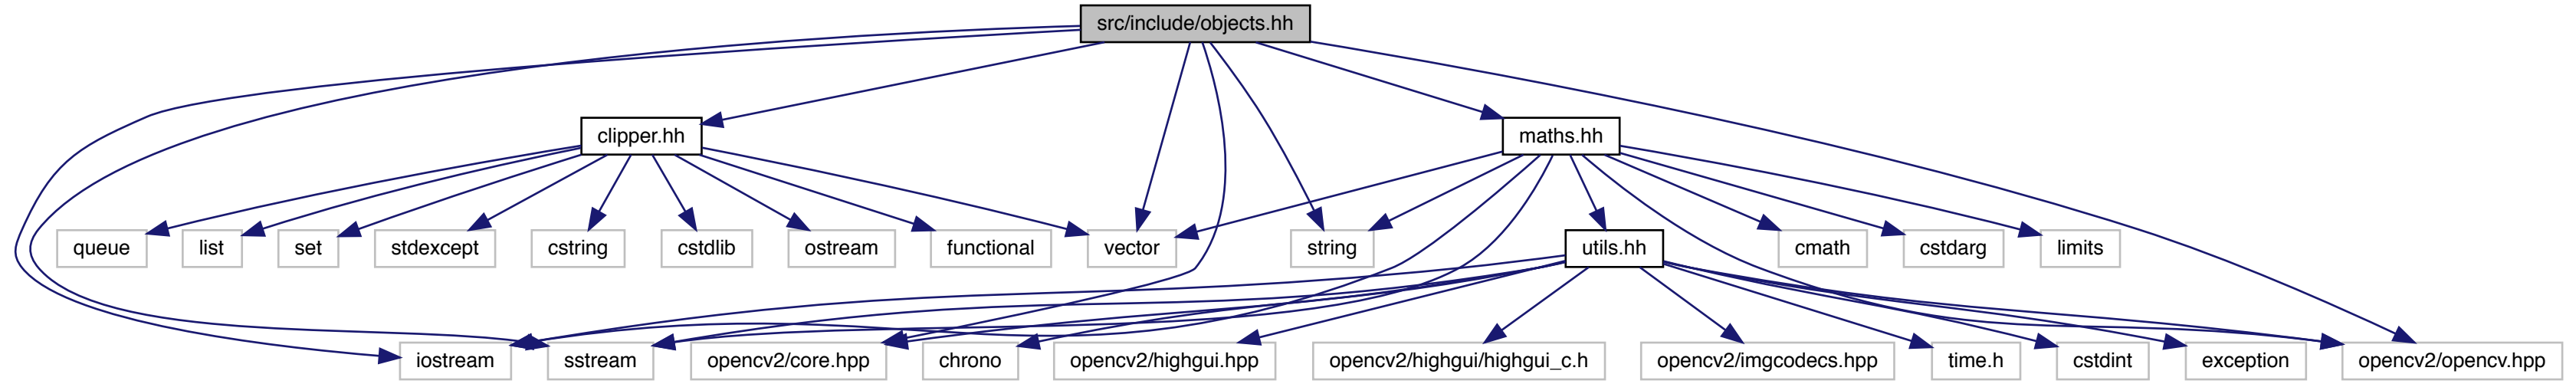 src/include/objects.hh
clipper.hh
maths.hh
queue
list
set
stdexcept
cstring
cstdlib
ostream
functional
vector
string
utils.hh
cmath
cstdarg
limits
iostream
sstream
opencv2/core.hpp
chrono
opencv2/highgui.hpp
opencv2/highgui/highgui_c.h
opencv2/imgcodecs.hpp
time.h
cstdint
exception
opencv2/opencv.hpp